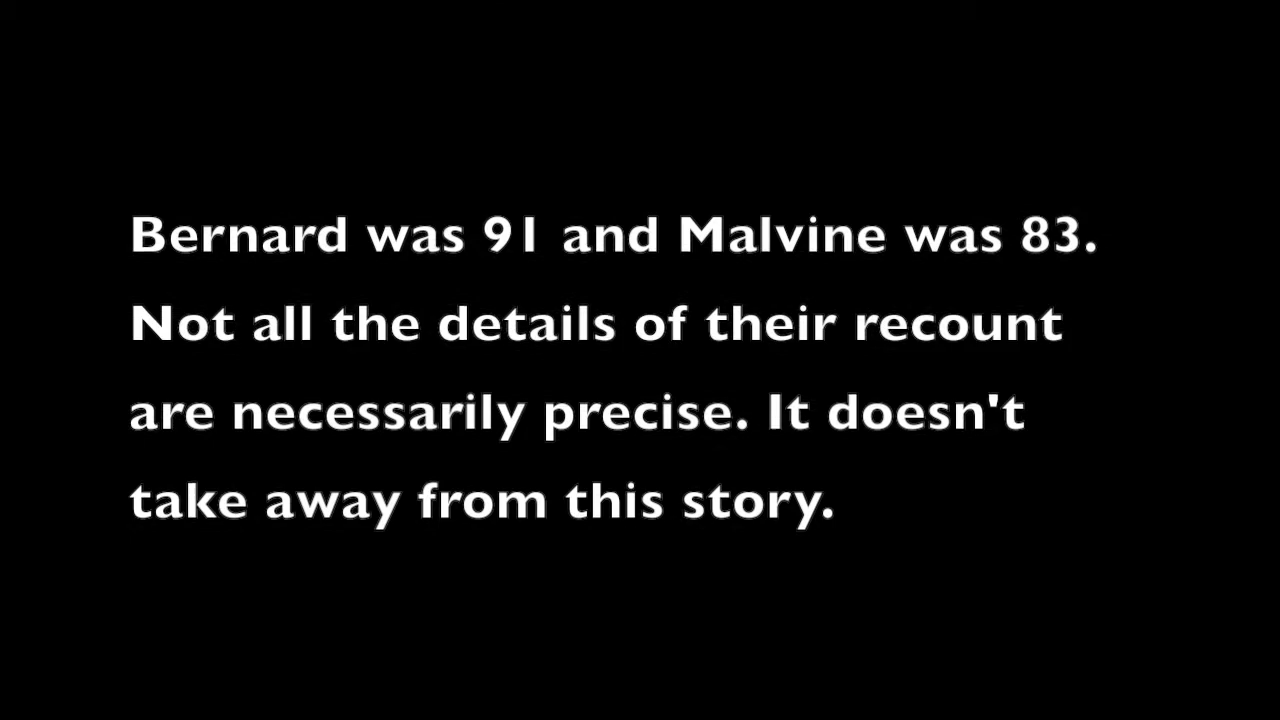 Bernard was 91 and Malvine was 83.
Not all the details of their recount
are necessarily precise. It doesn't
take away from this story.